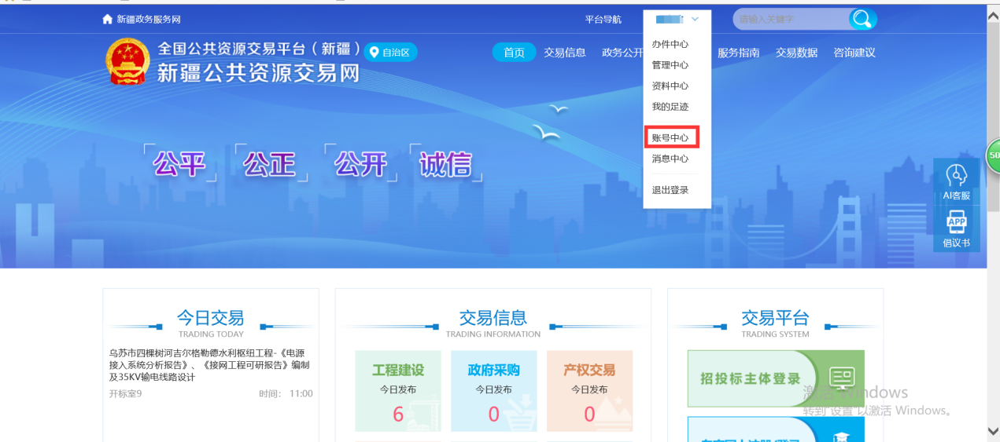 新疆政务服务网
平台导航
请输入关键字
全国公共资源交易平台（新疆）
自治区
新疆公共资源交易网
首页 交易信息 政务公开 服务指南 交易数据 咨询建议
办件中心
管理中心
资料中心
我的足迹
账号中心
消息中心
退出登录
「公平」「公正」「公开」「诚信」
50
AI客服
APP
倡议书
今日交易
TRADING TODAY
乌苏市四棵树河吉尔格勒德水利枢纽工程-《电源
接入系统分析报告》、《接网工程可研报告》编制
及35KV输电线路设计
开标室9 时间： 11:00
交易信息
TRADING INFORMATION
工程建设
今日发布
6
政府采购
今日发布
0
产权交易
今日发布
0
交易平台
TRADING SYSTEM
招投标主体登录
激活 Windows
转到"设置"以激活 Windows。